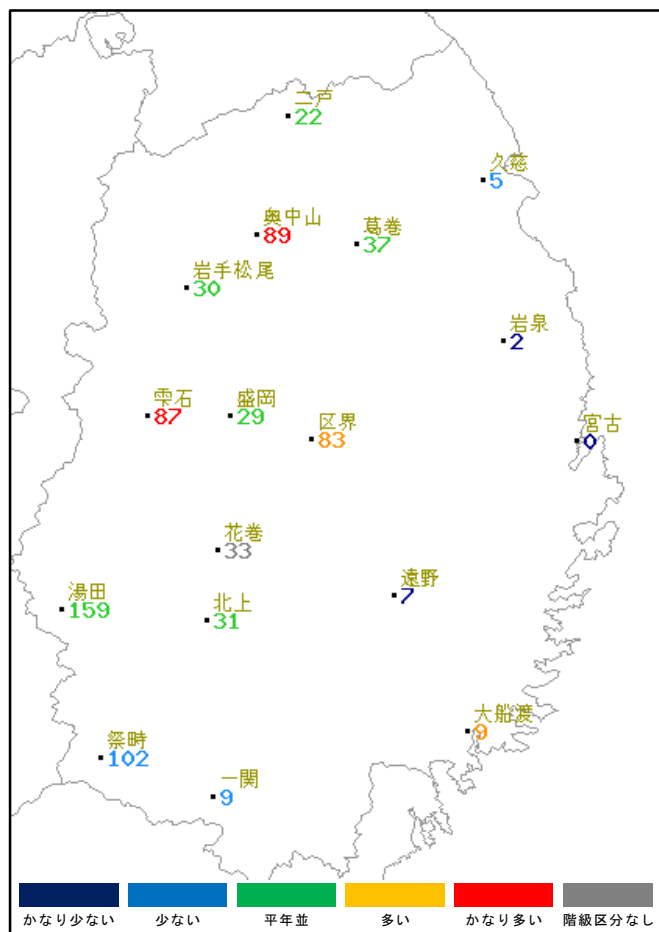 二戸
22
久慈
5
奥中山
89
葛巻
37
岩手松尾
30
岩泉
2
雫石
87
盛岡
29
区界
83
宮古
0
花巻
33
遠野
7
湯田
159
北上
31
大船渡
9
祭畤
102
一関
9
かなり少ない 少ない 平年並 多い かなり多い 階級区分なし